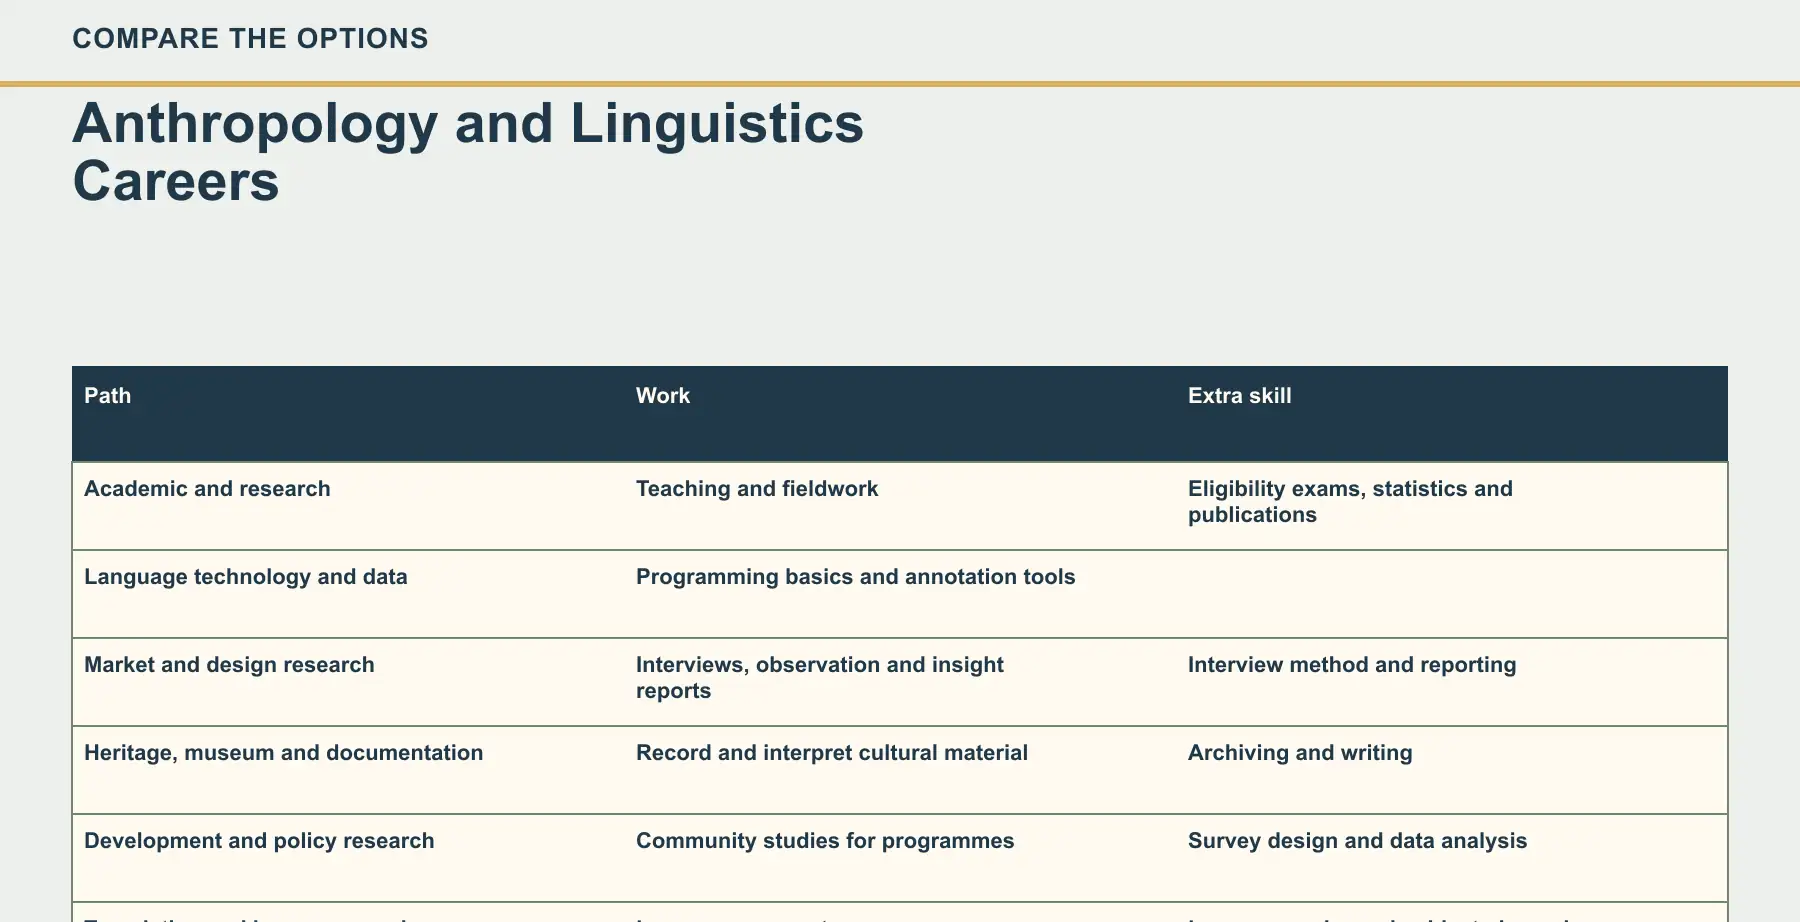 COMPARE THE OPTIONS
Anthropology and Linguistics
Careers
Path
Work
Extra skill
Academic and research
Teaching and fieldwork
Eligibility exams, statistics and
publications
Language technology and data
Programming basics and annotation tools
Market and design research
Interviews, observation and insight
reports
Interview method and reporting
Heritage, museum and documentation
Record and interpret cultural material
Archiving and writing
Development and policy research
Community studies for programmes
Survey design and data analysis